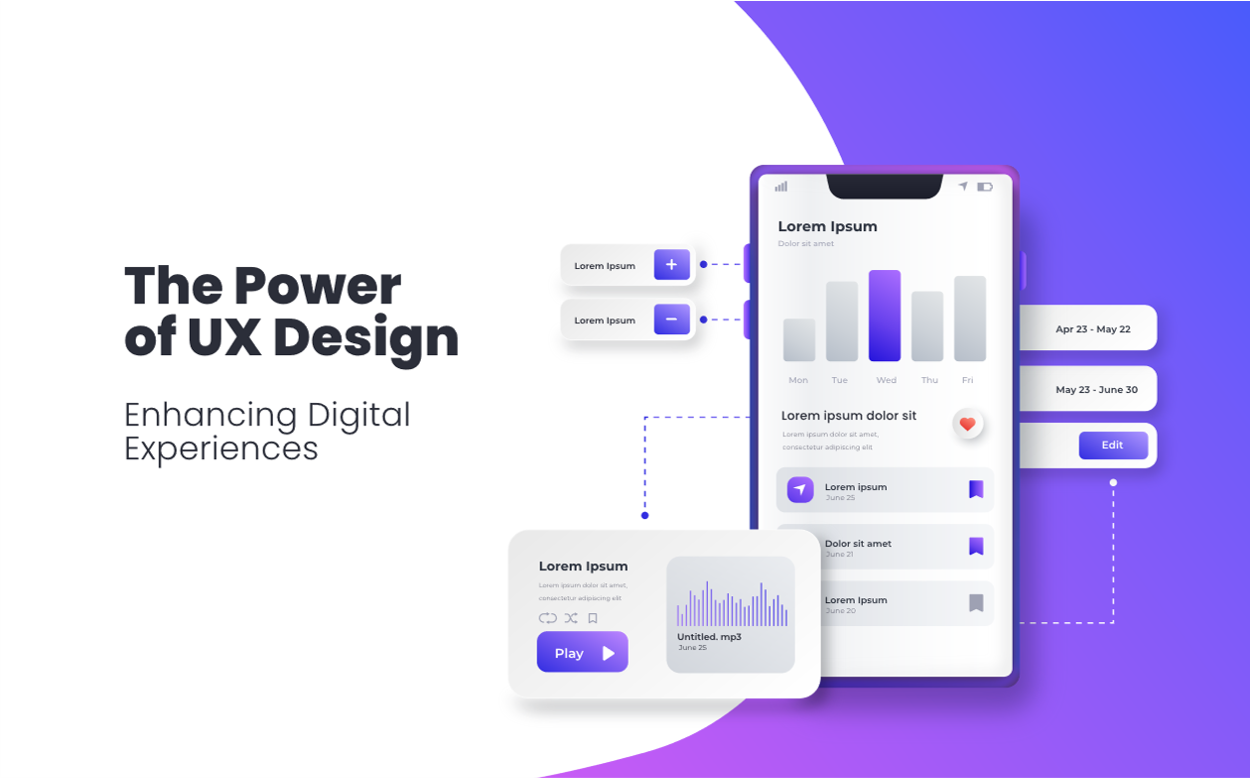 The Power
of UX Design
Enhancing Digital
Experiences
Lorem Ipsum
Lorem Ipsum
Lorem Ipsum
Dolor sit amet
Mon Tue Wed Thu Fri
Lorem ipsum dolor sit
Lorem ipsum dolor sit amet,
consectetur adipiscing elit
Lorem ipsum
June 25
Dolor sit amet
June 21
Lorem Ipsum
June 20
Apr 23 - May 22
May 23 - June 30
Edit
Lorem Ipsum
Lorem ipsum dolor sit amet,
consectetur adipiscing elit
Play
Untitled. mp3
June 25